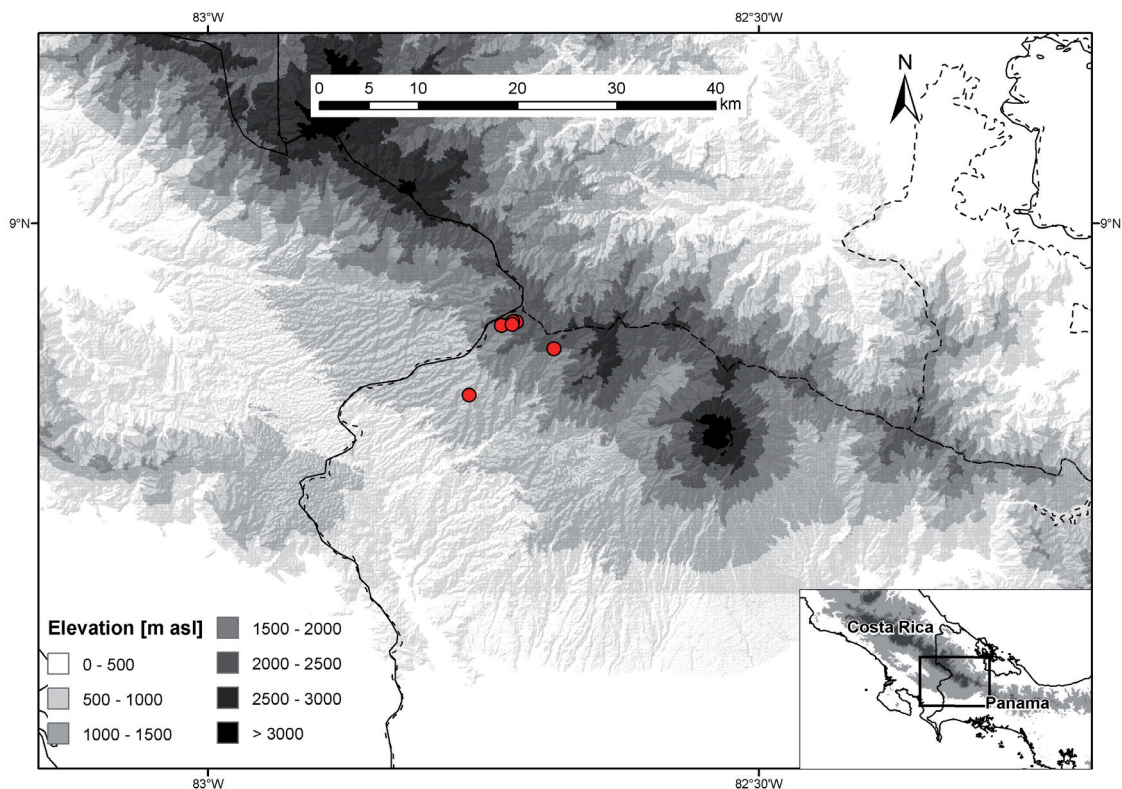 83°W 82°30'W
N
0 5 10 20 30 40
km
9°N 9°N
Elevation [m asl]
0 - 500
500 - 1000
1000 - 1500
1500 - 2000
2000 - 2500
2500 - 3000
> 3000
Costa Rica
Panama
83°W 82°30'W